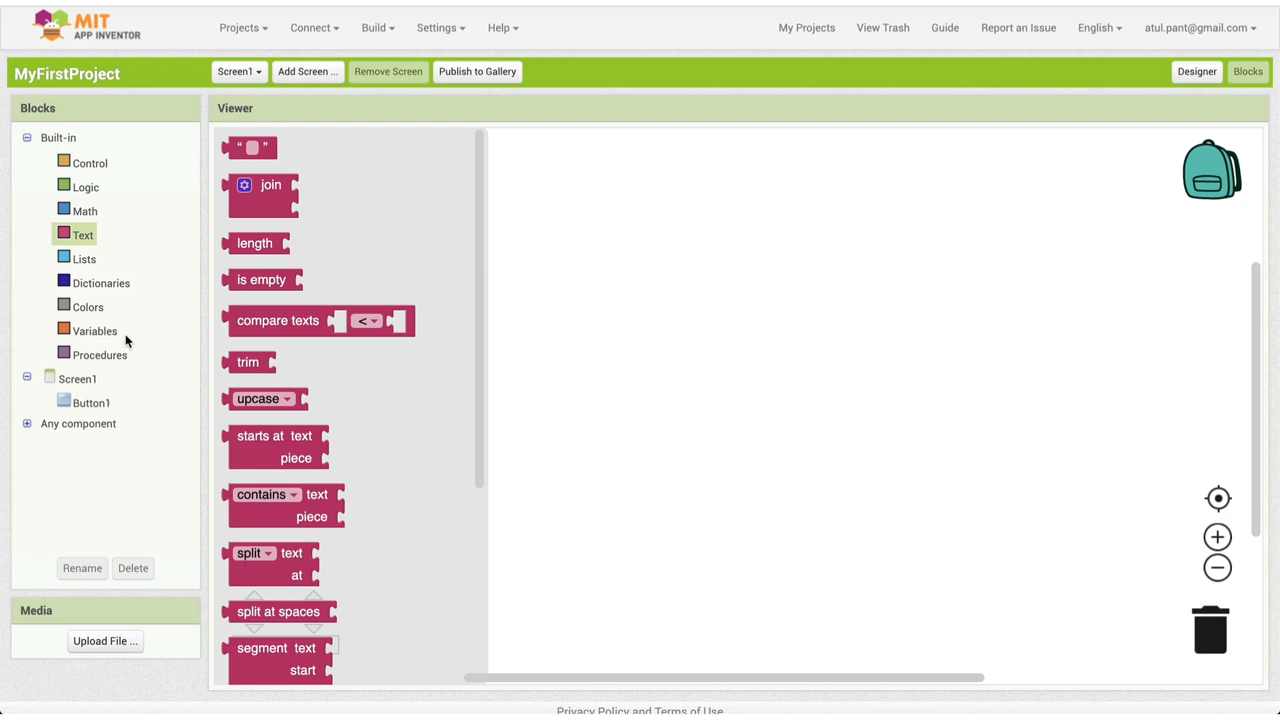 MIT
APP INVENTOR
Projects Connect Build Settings Help My Projects View Trash Guide Report an Issue English atul.pant@gmail.com
MyFirstProject Screen1 Add Screen ... Remove Screen Publish to Gallery Designer Blocks
Blocks
Viewer
Built-in
Control
Logic
Math
Text
Lists
Dictionaries
Colors
Variables
Procedures
Screen1
Button1
Any component
Rename Delete
Media
Upload File ...
“ ”
join
length
is empty
compare texts <
trim
upcase
starts at text
piece
contains text
piece
split text
at
split at spaces
segment text
start
Privacy Policy and Terms of Use